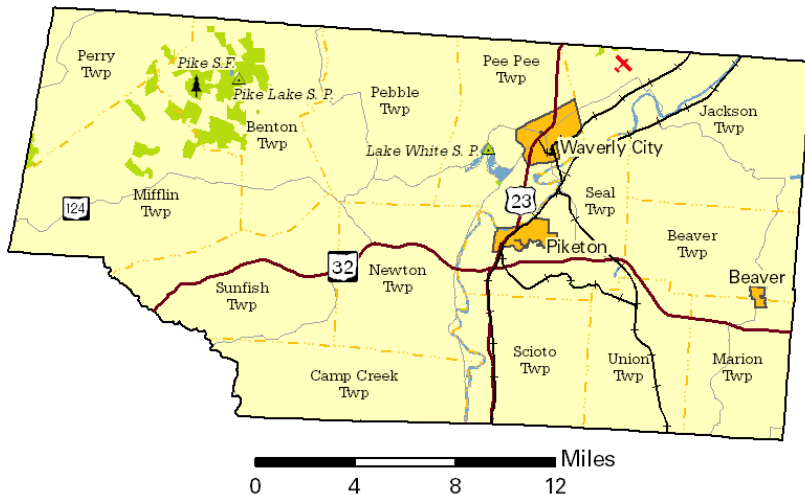 Perry
Twp
Pike S.F.
Pike Lake S. P.
Benton
Twp
Pebble
Twp
Pee Pee
Twp
Jackson
Twp
Lake White S. P.
Waverly City
Mifflin
Twp
124
23
Seal
Twp
Piketon
Beaver
Twp
Beaver
32
Sunfish
Twp
Newton
Twp
Camp Creek
Twp
Scioto
Twp
Union
Twp
Marion
Twp
Miles
0 4 8 12